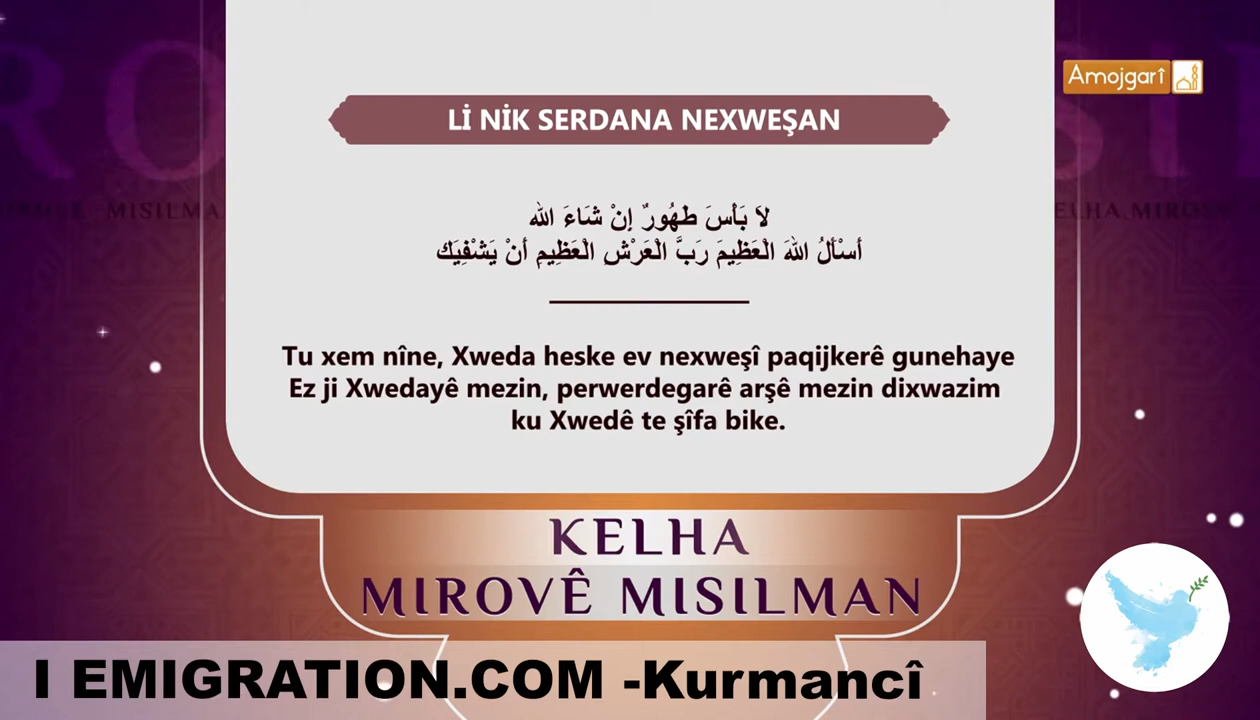 Amojgarî
Lİ NİK SERDANA NEXWEŞAN
لاَ بَأْسَ طَهُورٌ إِنْ شَاءَ الله
أَسْأَلُ اللهَ الْعَظِيمَ رَبَّ الْعَرْشِ الْعَظِيمِ أَنْ يَشْفِيَك
Tu xem nîne, Xweda heske ev nexweşî paqijkerê gunehaye
Ez ji Xwedayê mezin, perwerdegarê arşê mezin dixwazim
ku Xwedê te şîfa bike.
KELHA
MIROVÊ MISILMAN
I EMIGRATION.COM -Kurmancî